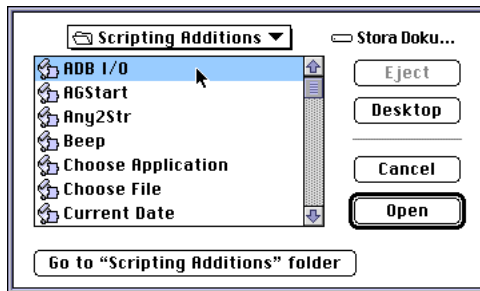 Scripting Additions
Stora Doku...
ADB I/O
AGStart
Any2Str
Beep
Choose Application
Choose File
Current Date
Eject
Desktop
Cancel
Open
Go to “Scripting Additions” folder